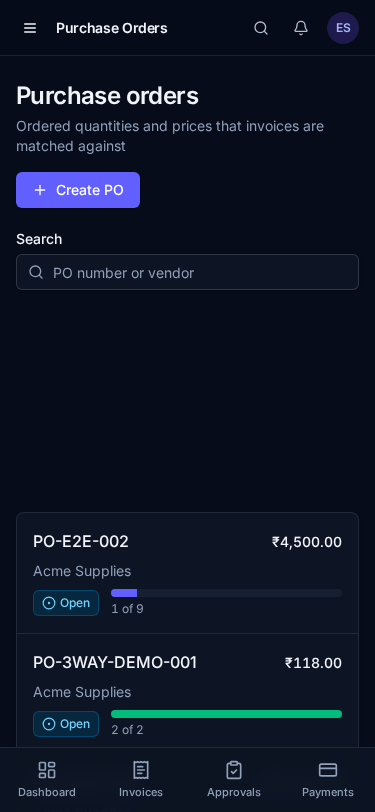 Purchase Orders
ES
Purchase orders
Ordered quantities and prices that invoices are
matched against
Create PO
Search
PO number or vendor
PO-E2E-002
₹4,500.00
Acme Supplies
Open
1 of 9
PO-3WAY-DEMO-001
₹118.00
Acme Supplies
Open
2 of 2
Dashboard
Invoices
Approvals
Payments